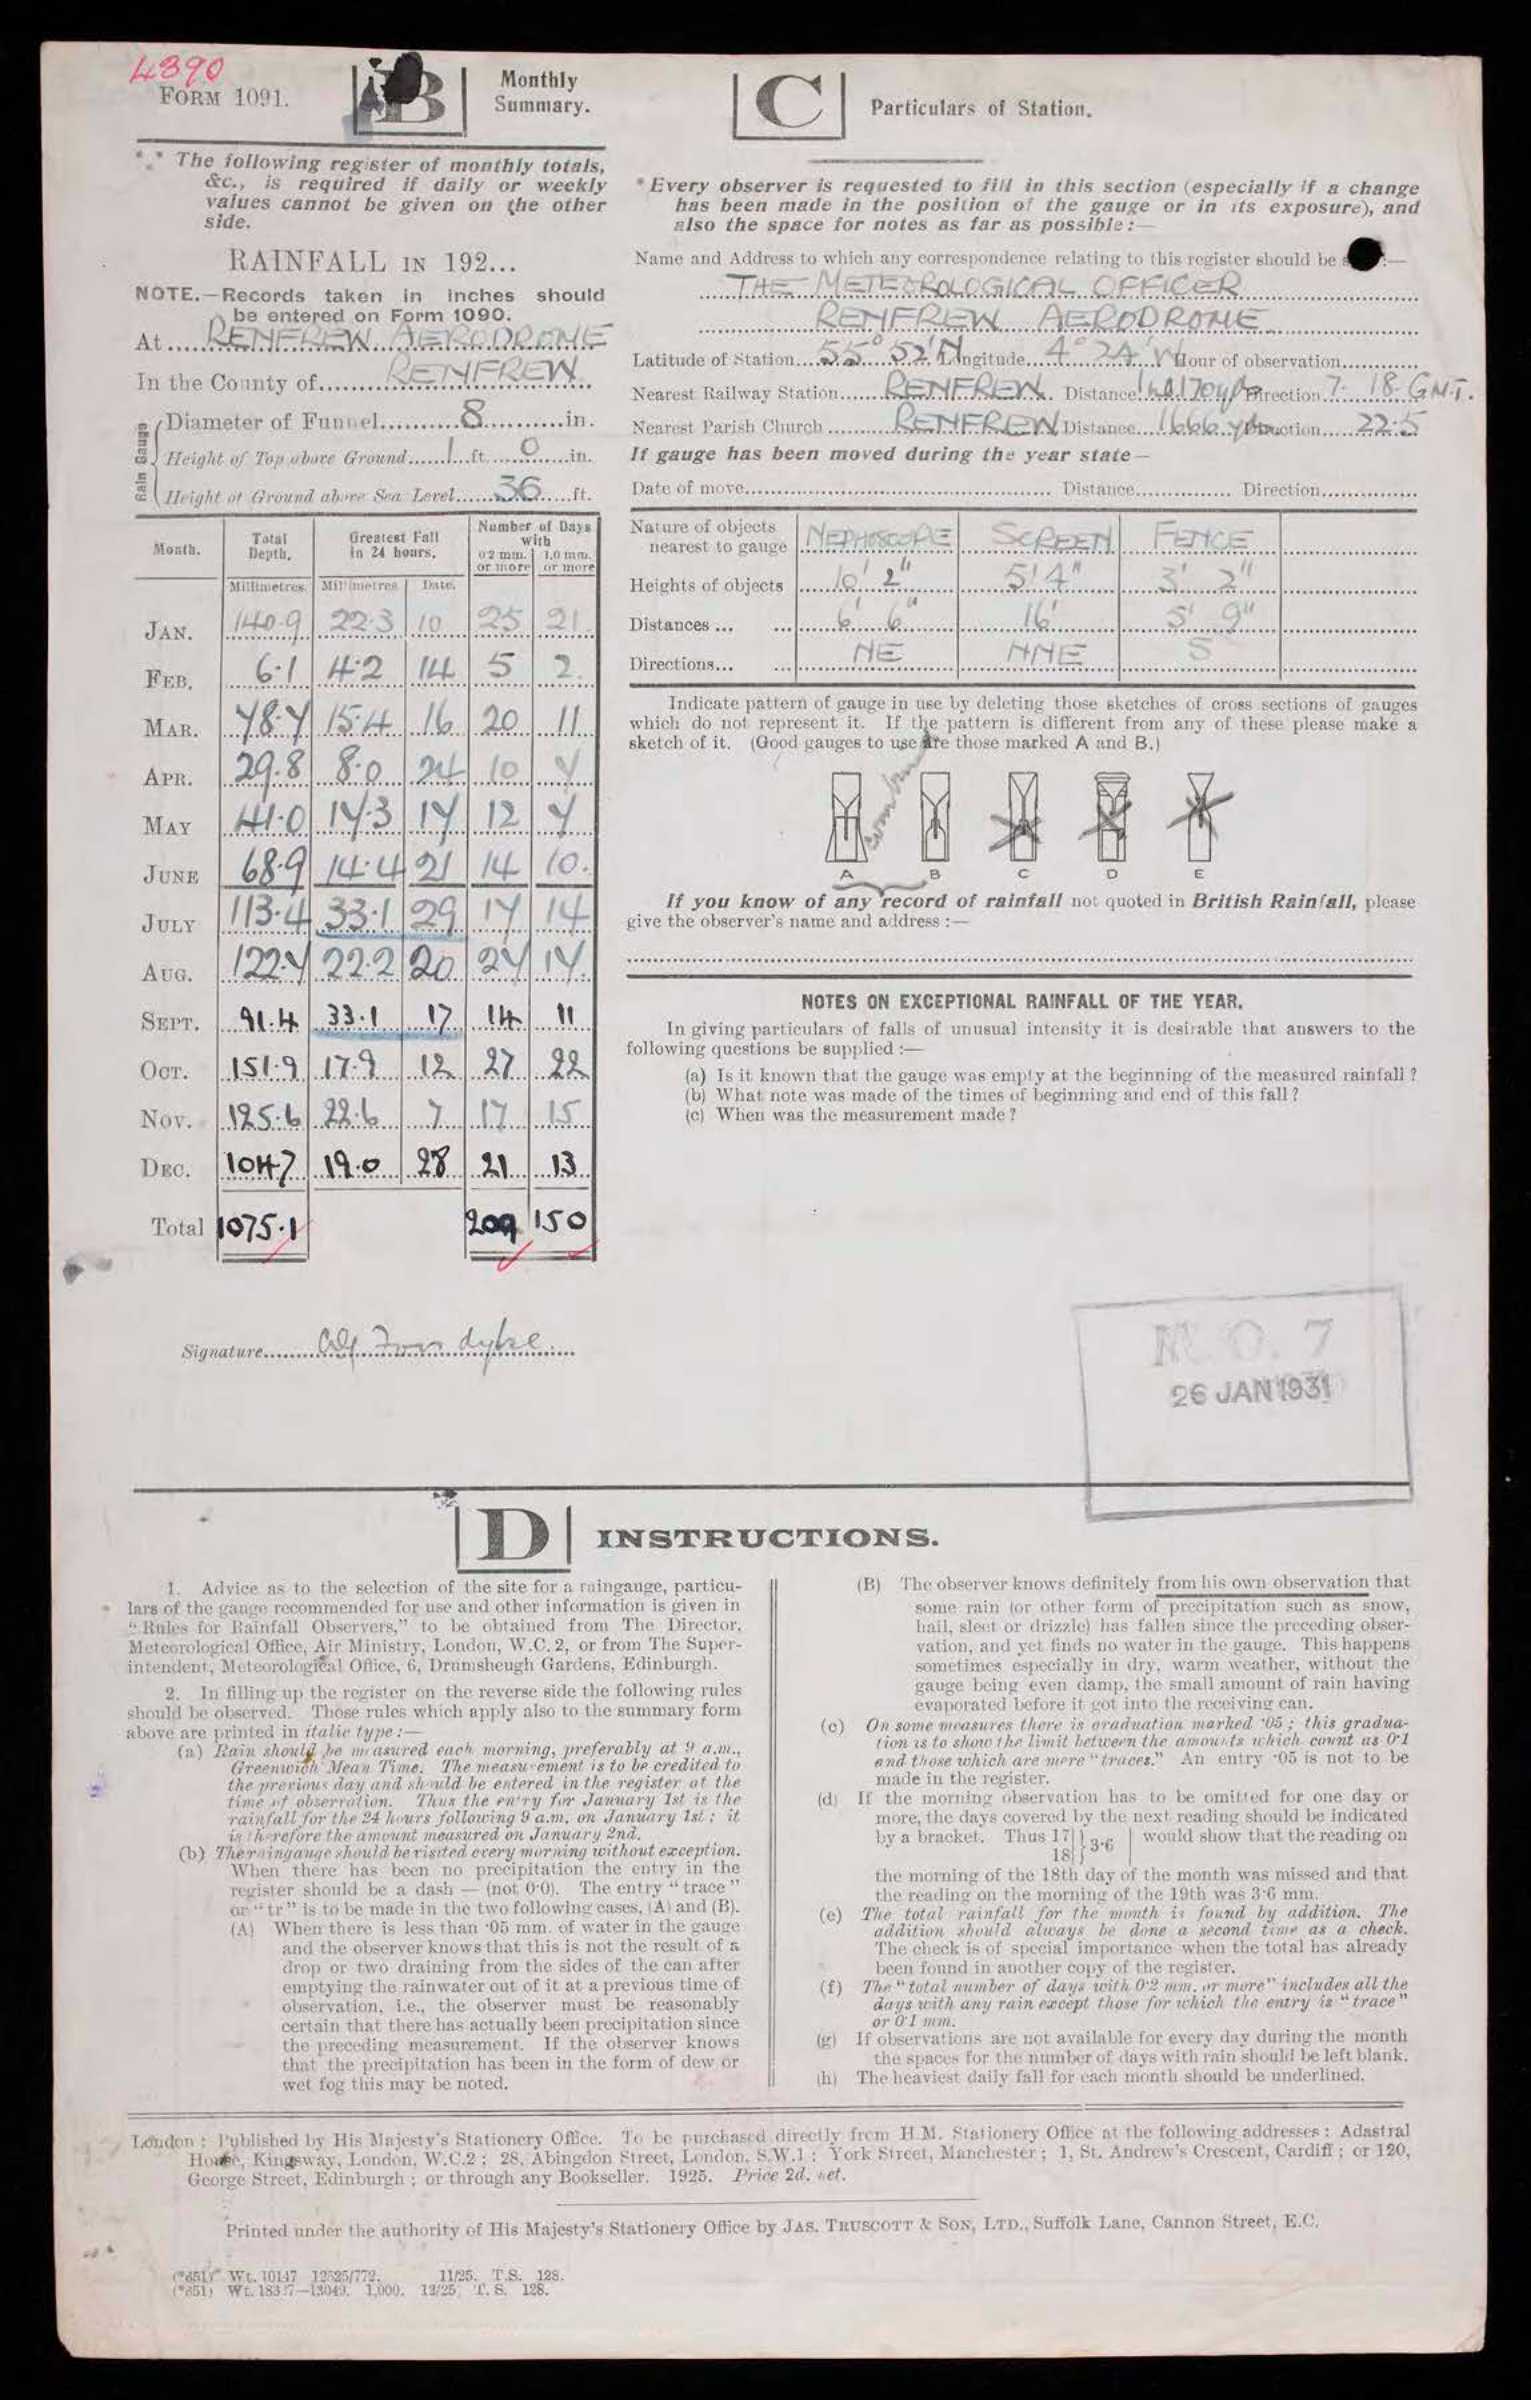 4390
FORM 1091.
B
Monthly
Summary.
*.* The following register of monthly totals,
&c., is required if daily or weekly
values cannot be given on the other
side.
RAINFALL IN 192...
NOTE.—Records taken in inches should
be entered on Form 1090.
At RENFREW AERODROME
In the County of RENFREW
Rain Gauge
Diameter of Funnel 8 in.
Height of Top above Ground 1 ft. 0 in.
Height of Ground above Sea Level 36 ft.
Month. Total Depth. Greatest Fall in 24 hours. Number of Days with
0·2 mm. or more 1.0 mm. or more
Millimetres. Millimetres Date.
JAN. 140.9 22.3 10 25 21
FEB. 6.1 4.2 14 5 2
MAR. 78.7 15.4 16 20 11
APR. 29.8 8.0 24 10 7
MAY 41.0 17.3 17 12 7
JUNE 68.9 14.4 21 14 10.
JULY 113.4 33.1 29 17 14
AUG. 122.7 22.2 20 27 17.
SEPT. 91.4 33.1 17 14 11
OCT. 151.9 17.9 12 27 22
NOV. 125.6 22.6 7 17 15
DEC. 104.7 19.0 28 21 13
Total 1075.1 209 150
Signature
C
Particulars of Station.
* Every observer is requested to fill in this section (especially if a change
has been made in the position of the gauge or in its exposure), and
also the space for notes as far as possible:—
Name and Address to which any correspondence relating to this register should be :—
THE METEOROLOGICAL OFFICER
RENFREW AERODROME
Latitude of Station 55° 52' N Longitude 4° 24' W Hour of observation
Nearest Railway Station RENFREW. Distance Direction 7. 18. GMT.
Nearest Parish Church RENFREW Distance 1666 yds Direction 22.5
If gauge has been moved during the year state—
Date of move Distance Direction
Nature of objects nearest to gauge NEPHOSCOPE SCREEN FENCE
Heights of objects 10' 2" 5' 4" 3' 2"
Distances ... ... 6' 6" 16' 5' 9"
Directions... ... NE NNE S
Indicate pattern of gauge in use by deleting those sketches of cross sections of gauges
which do not represent it. If the pattern is different from any of these please make a
sketch of it. (Good gauges to use are those marked A and B.)
A B C D E
If you know of any record of rainfall not quoted in British Rainfall, please
give the observer's name and address :—
NOTES ON EXCEPTIONAL RAINFALL OF THE YEAR.
In giving particulars of falls of unusual intensity it is desirable that answers to the
following questions be supplied :—
(a) Is it known that the gauge was empty at the beginning of the measured rainfall ?
(b) What note was made of the times of beginning and end of this fall ?
(c) When was the measurement made ?
M.O. 7
26 JAN 1931
D
INSTRUCTIONS.
1. Advice as to the selection of the site for a raingauge, particu-
lars of the gauge recommended for use and other information is given in
"Rules for Rainfall Observers," to be obtained from The Director,
Meteorological Office, Air Ministry, London, W.C. 2, or from The Super-
intendent, Meteorological Office, 6, Drumsheugh Gardens, Edinburgh.
2. In filling up the register on the reverse side the following rules
should be observed. Those rules which apply also to the summary form
above are printed in italic type :—
(a) Rain should be measured each morning, preferably at 9 a.m.,
Greenwich Mean Time. The measurement is to be credited to
the previous day and should be entered in the register at the
time of observation. Thus the entry for January 1st is the
rainfall for the 24 hours following 9 a.m. on January 1st ; it
is therefore the amount measured on January 2nd.
(b) The raingauge should be visited every morning without exception.
When there has been no precipitation the entry in the
register should be a dash — (not 0·0). The entry "trace"
or "tr" is to be made in the two following cases, (A) and (B).
(A) When there is less than ·05 mm. of water in the gauge
and the observer knows that this is not the result of a
drop or two draining from the sides of the can after
emptying the rainwater out of it at a previous time of
observation, i.e., the observer must be reasonably
certain that there has actually been precipitation since
the preceding measurement. If the observer knows
that the precipitation has been in the form of dew or
wet fog this may be noted.
(B) The observer knows definitely from his own observation that
some rain (or other form of precipitation such as snow,
hail, sleet or drizzle) has fallen since the preceding obser-
vation, and yet finds no water in the gauge. This happens
sometimes especially in dry, warm weather, without the
gauge being even damp, the small amount of rain having
evaporated before it got into the receiving can.
(c) On some measures there is graduation marked ·05 ; this gradua-
tion is to show the limit between the amounts which count as 0·1
and those which are mere "traces." An entry ·05 is not to be
made in the register.
(d) If the morning observation has to be omitted for one day or
more, the days covered by the next reading should be indicated
by a bracket. Thus 17 18 } 3·6 would show that the reading on
the morning of the 18th day of the month was missed and that
the reading on the morning of the 19th was 3·6 mm.
(e) The total rainfall for the month is found by addition. The
addition should always be done a second time as a check.
The check is of special importance when the total has already
been found in another copy of the register.
(f) The "total number of days with 0·2 mm. or more" includes all the
days with any rain except those for which the entry is "trace"
or 0·1 mm.
(g) If observations are not available for every day during the month
the spaces for the number of days with rain should be left blank.
(h) The heaviest daily fall for each month should be underlined.
London : Published by His Majesty's Stationery Office. To be purchased directly from H.M. Stationery Office at the following addresses : Adastral
House, Kingsway, London, W.C.2 ; 28, Abingdon Street, London, S.W.1 ; York Street, Manchester ; 1, St. Andrew's Crescent, Cardiff ; or 120,
George Street, Edinburgh ; or through any Bookseller. 1925. Price 2d. net.
Printed under the authority of His Majesty's Stationery Office by JAS. TRUSCOTT & SON, LTD., Suffolk Lane, Cannon Street, E.C.
(*651) Wt. 10147 12525/772. 11/25. T.S. 128.
(*651) Wt. 18337—13049. 1,000. 12/25 T. S. 128.